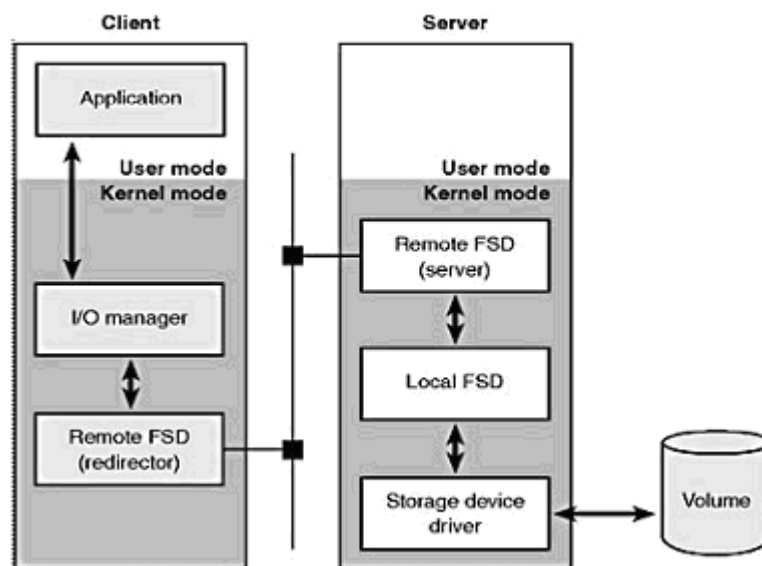 Client
Server
Application
User mode
Kernel mode
User mode
Kernel mode
Remote FSD
(server)
I/O manager
Local FSD
Remote FSD
(redirector)
Storage device
driver
Volume